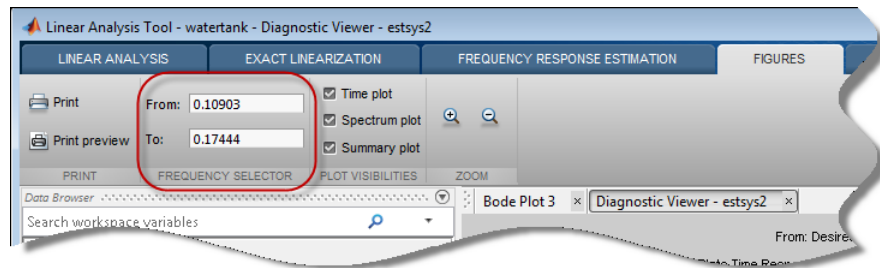 Linear Analysis Tool - watertank - Diagnostic Viewer - estsys2
LINEAR ANALYSIS EXACT LINEARIZATION FREQUENCY RESPONSE ESTIMATION FIGURES
Print From: 0.10903 Time plot
Spectrum plot
Print preview To: 0.17444 Summary plot
PRINT FREQUENCY SELECTOR PLOT VISIBILITIES ZOOM
Data Browser Bode Plot 3 × Diagnostic Viewer - estsys2 ×
Search workspace variables
From: Desire
Time Resp